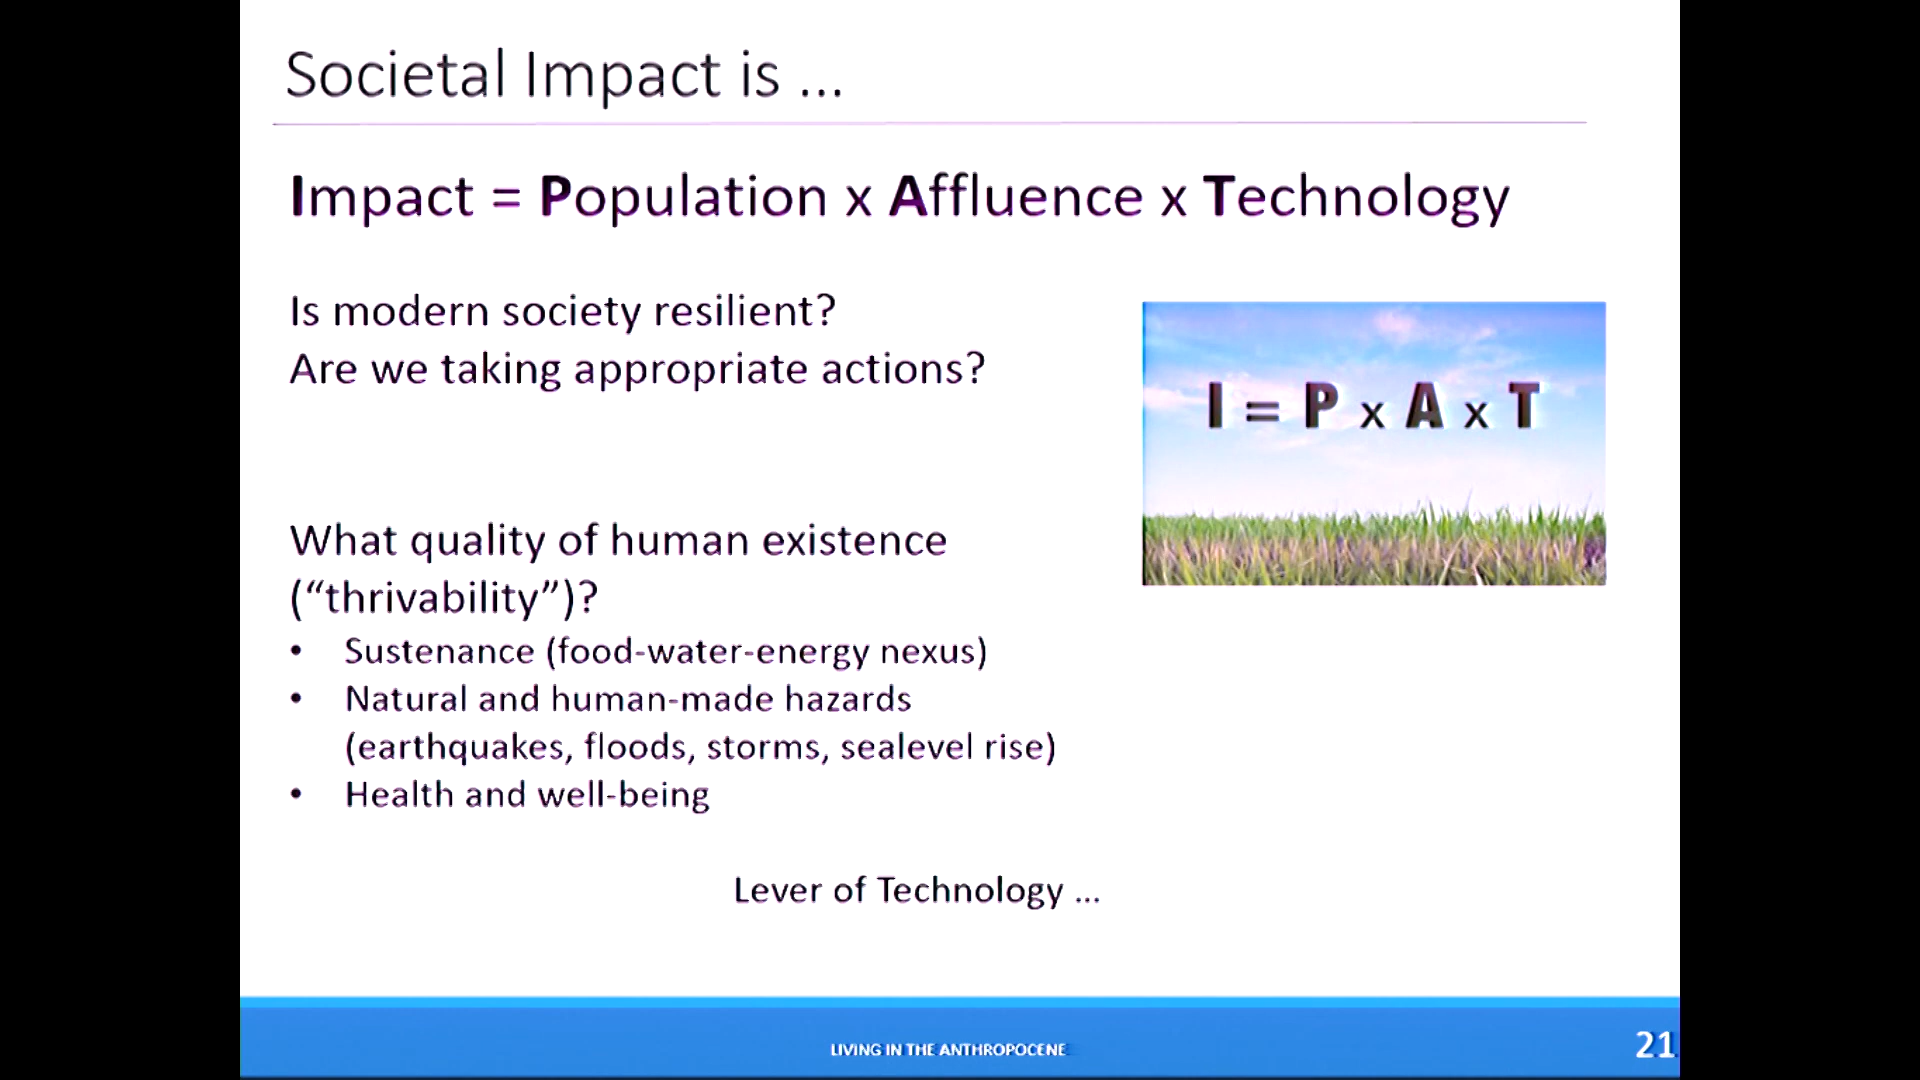 Societal Impact is ...
Impact = Population x Affluence x Technology
Is modern society resilient?
Are we taking appropriate actions?
I = P x A x T
What quality of human existence
(“thrivability”)?
• Sustenance (food-water-energy nexus)
• Natural and human-made hazards
(earthquakes, floods, storms, sealevel rise)
• Health and well-being
Lever of Technology ...
LIVING IN THE ANTHROPOCENE
21